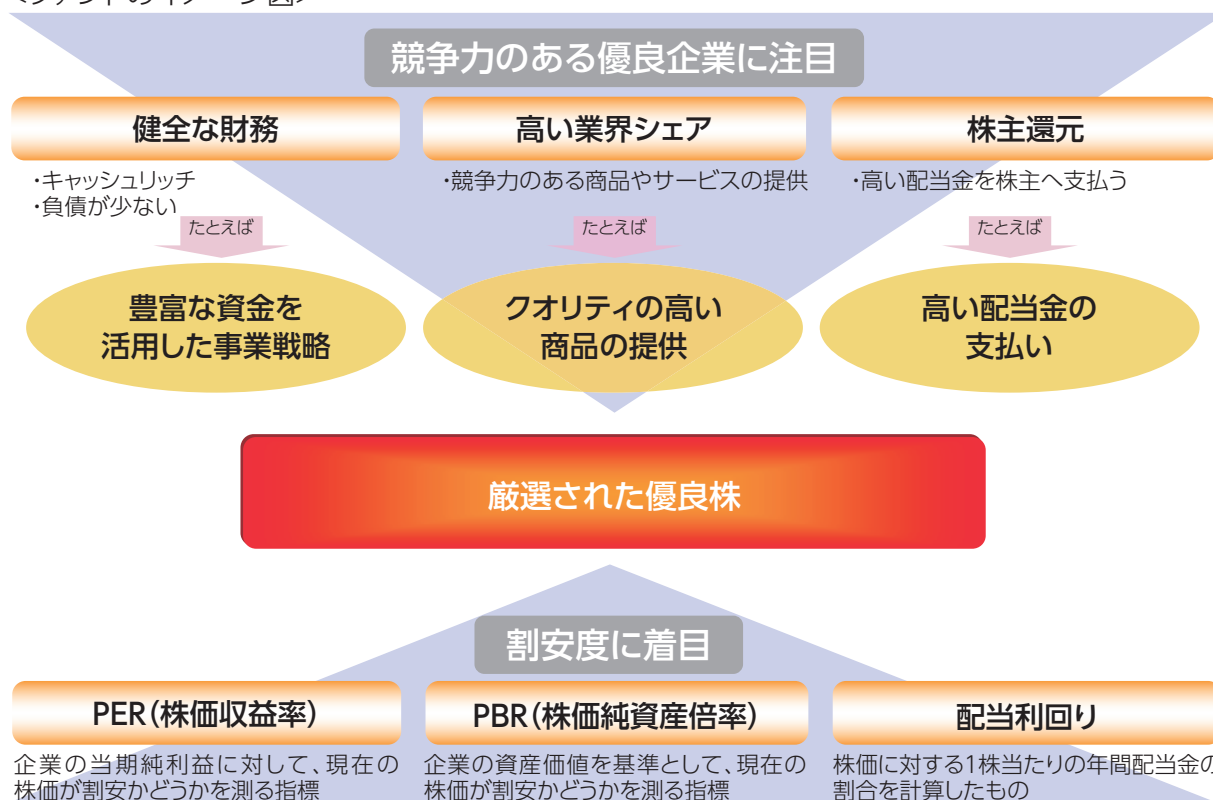 競争力のある優良企業に注目
健全な財務
・キャッシュリッチ
・負債が少ない
たとえば
豊富な資金を
活用した事業戦略
高い業界シェア
・競争力のある商品やサービスの提供
たとえば
クオリティの高い
商品の提供
株主還元
・高い配当金を株主へ支払う
たとえば
高い配当金の
支払い
厳選された優良株
割安度に着目
PER(株価収益率)
企業の当期純利益に対して、現在の
株価が割安かどうかを測る指標
PBR(株価純資産倍率)
企業の資産価値を基準として、現在の
株価が割安かどうかを測る指標
配当利回り
株価に対する1株当たりの年間配当金の
割合を計算したもの